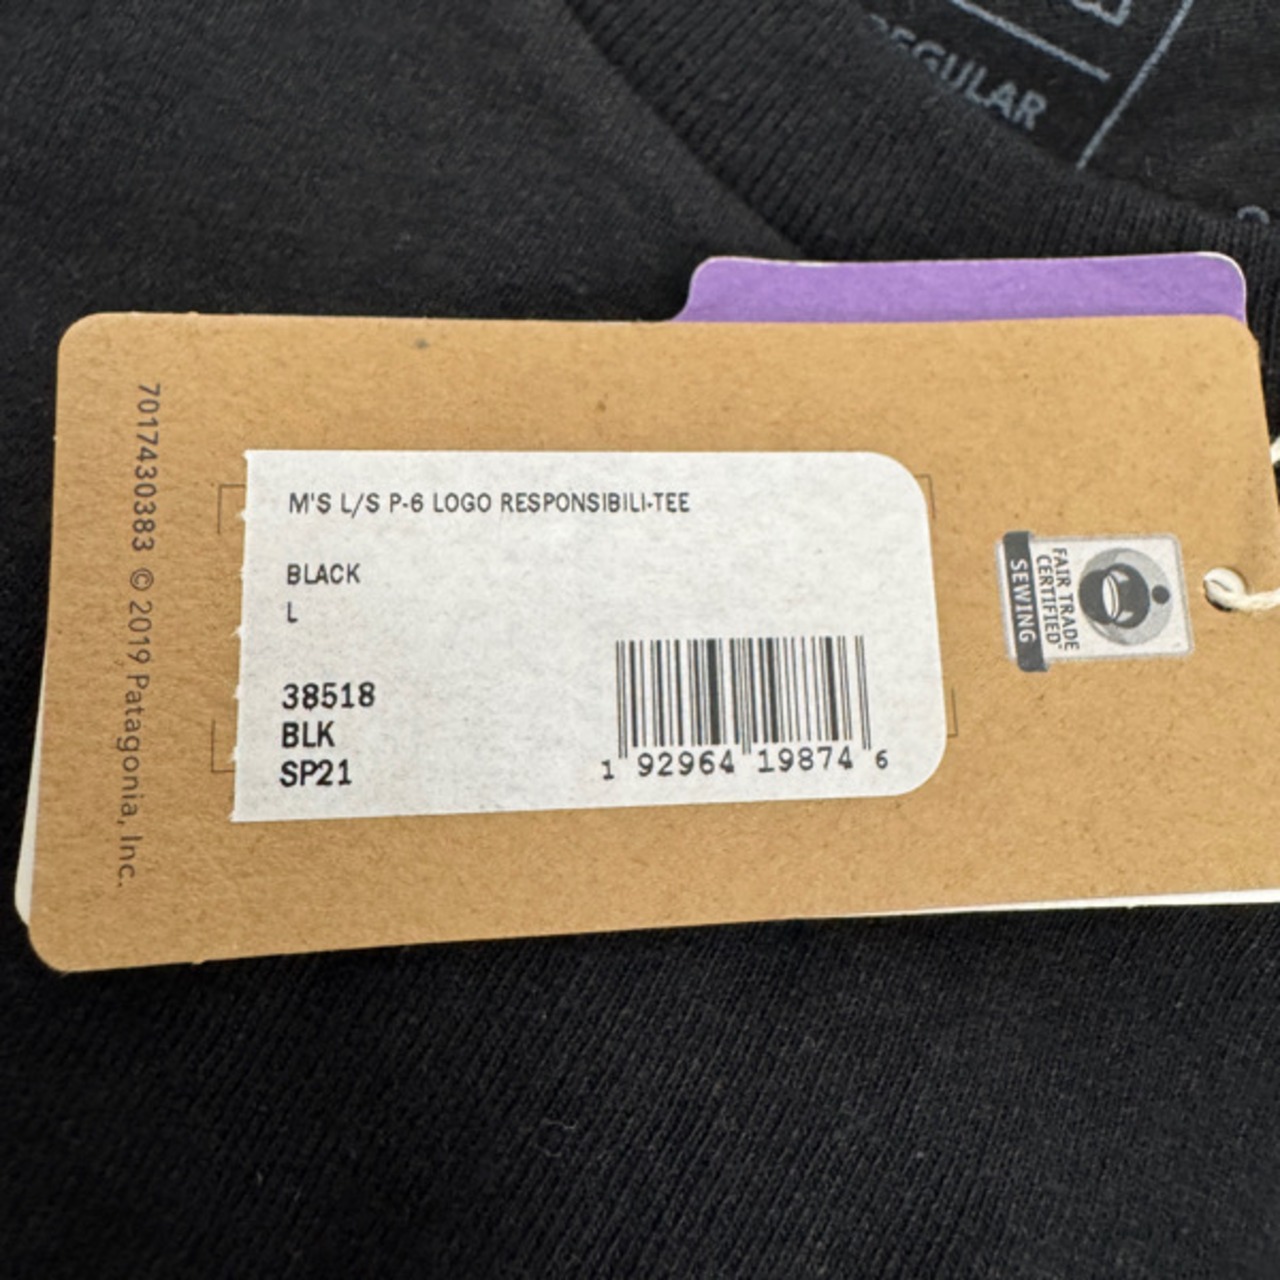 REGULAR
7017430383 © 2019 Patagonia, Inc.
M'S L/S P-6 LOGO RESPONSIBILI-TEE
BLACK
L
38518
BLK
SP21
1 92964 19874 6
FAIR TRADE
CERTIFIED
SEWING